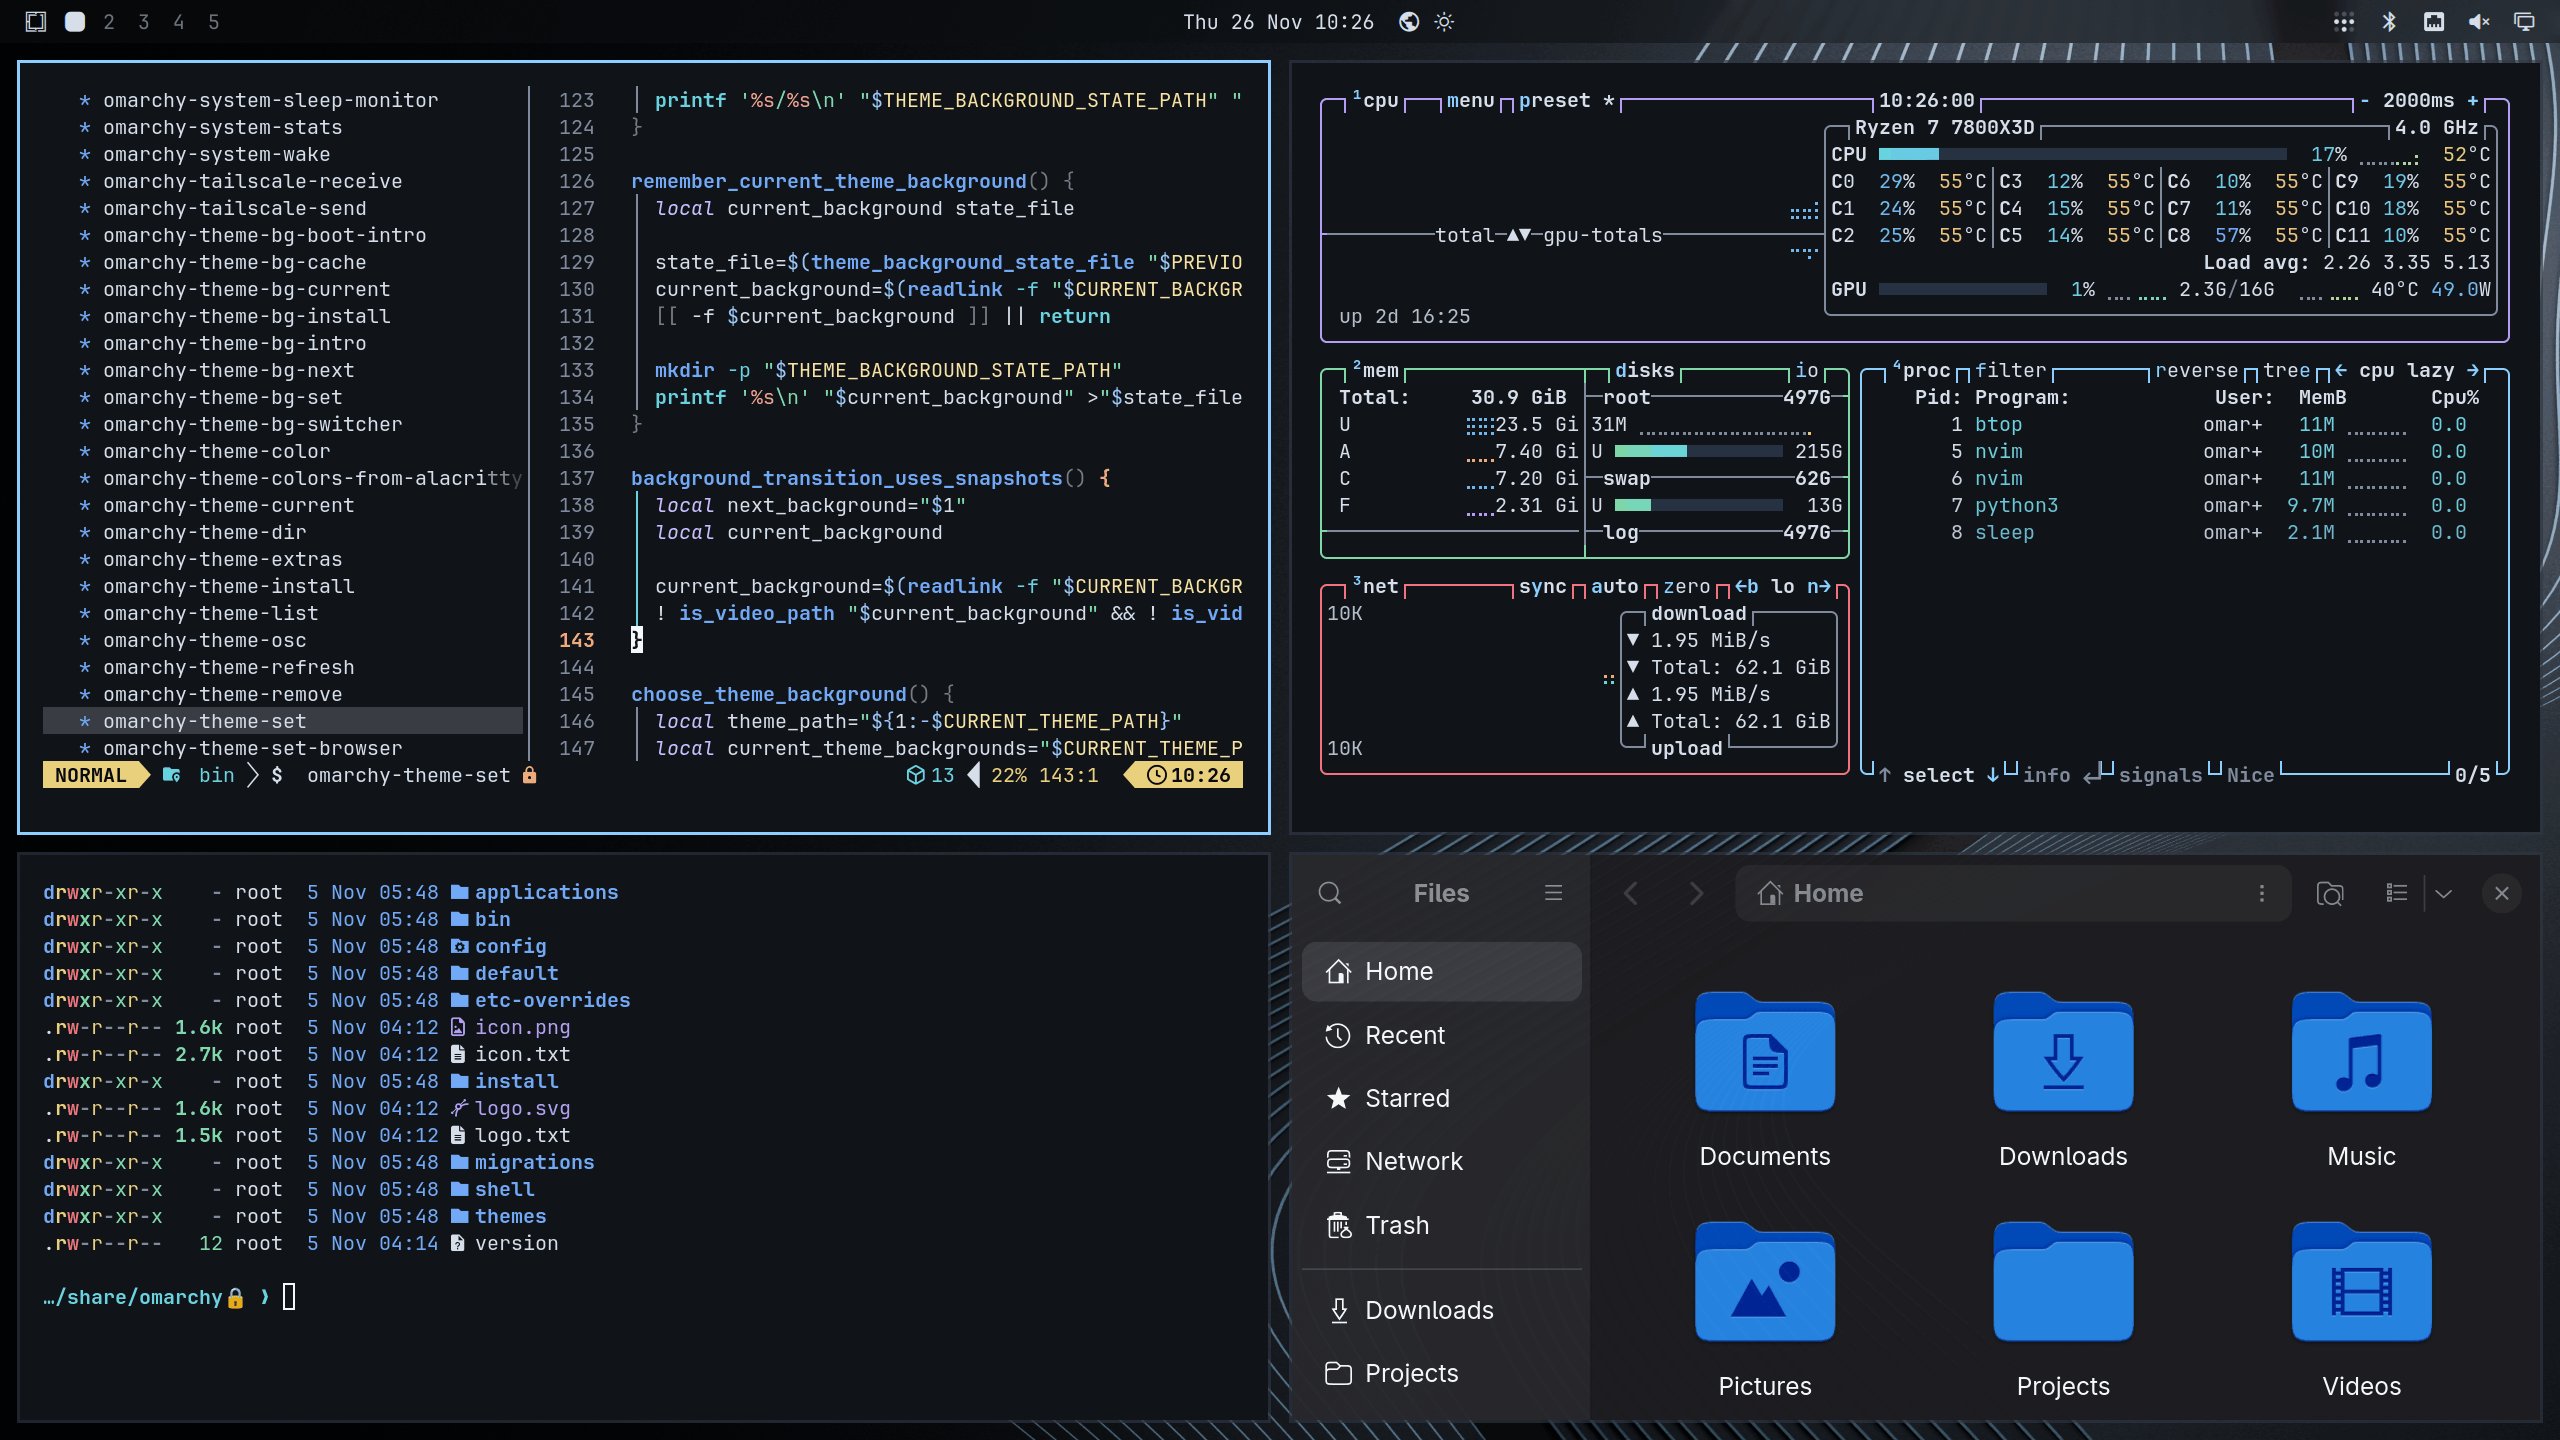 2 3 4 5
Thu 26 Nov 10:26
* omarchy-system-sleep-monitor
* omarchy-system-stats
* omarchy-system-wake
* omarchy-tailscale-receive
* omarchy-tailscale-send
* omarchy-theme-bg-boot-intro
* omarchy-theme-bg-cache
* omarchy-theme-bg-current
* omarchy-theme-bg-install
* omarchy-theme-bg-intro
* omarchy-theme-bg-next
* omarchy-theme-bg-set
* omarchy-theme-bg-switcher
* omarchy-theme-color
* omarchy-theme-colors-from-alacritty
* omarchy-theme-current
* omarchy-theme-dir
* omarchy-theme-extras
* omarchy-theme-install
* omarchy-theme-list
* omarchy-theme-osc
* omarchy-theme-refresh
* omarchy-theme-remove
* omarchy-theme-set
* omarchy-theme-set-browser
123 printf '%s/%s\n' "$THEME_BACKGROUND_STATE_PATH" "
124 }
125
126 remember_current_theme_background() {
127 local current_background state_file
128
129 state_file=$(theme_background_state_file "$PREVIO
130 current_background=$(readlink -f "$CURRENT_BACKGR
131 [[ -f $current_background ]] || return
132
133 mkdir -p "$THEME_BACKGROUND_STATE_PATH"
134 printf '%s\n' "$current_background" >"$state_file
135 }
136
137 background_transition_uses_snapshots() {
138 local next_background="$1"
139 local current_background
140
141 current_background=$(readlink -f "$CURRENT_BACKGR
142 ! is_video_path "$current_background" && ! is_vid
143 }
144
145 choose_theme_background() {
146 local theme_path="${1:-$CURRENT_THEME_PATH}"
147 local current_theme_backgrounds="$CURRENT_THEME_P
NORMAL bin $ omarchy-theme-set 13 22% 143:1 10:26
1cpu menu preset * 10:26:00 - 2000ms +
Ryzen 7 7800X3D 4.0 GHz
CPU 17% 52°C
C0 29% 55°C C3 12% 55°C C6 10% 55°C C9 19% 55°C
C1 24% 55°C C4 15% 55°C C7 11% 55°C C10 18% 55°C
C2 25% 55°C C5 14% 55°C C8 57% 55°C C11 10% 55°C
total ▲▼ gpu-totals
Load avg: 2.26 3.35 5.13
GPU 1% 2.3G/16G 40°C 49.0W
up 2d 16:25
2mem disks io
Total: 30.9 GiB root 497G
U 23.5 Gi 31M
A 7.40 Gi U 215G
C 7.20 Gi swap 62G
F 2.31 Gi U 13G
log 497G
3net sync auto zero ←b lo n→
10K download
▼ 1.95 MiB/s
▼ Total: 62.1 GiB
▲ 1.95 MiB/s
▲ Total: 62.1 GiB
10K upload
4proc filter reverse tree ← cpu lazy →
Pid: Program: User: MemB Cpu%
1 btop omar+ 11M 0.0
5 nvim omar+ 10M 0.0
6 nvim omar+ 11M 0.0
7 python3 omar+ 9.7M 0.0
8 sleep omar+ 2.1M 0.0
↑ select ↓ info ↵ signals Nice 0/5
drwxr-xr-x - root 5 Nov 05:48 applications
drwxr-xr-x - root 5 Nov 05:48 bin
drwxr-xr-x - root 5 Nov 05:48 config
drwxr-xr-x - root 5 Nov 05:48 default
drwxr-xr-x - root 5 Nov 05:48 etc-overrides
.rw-r--r-- 1.6k root 5 Nov 04:12 icon.png
.rw-r--r-- 2.7k root 5 Nov 04:12 icon.txt
drwxr-xr-x - root 5 Nov 05:48 install
.rw-r--r-- 1.6k root 5 Nov 04:12 logo.svg
.rw-r--r-- 1.5k root 5 Nov 04:12 logo.txt
drwxr-xr-x - root 5 Nov 05:48 migrations
drwxr-xr-x - root 5 Nov 05:48 shell
drwxr-xr-x - root 5 Nov 05:48 themes
.rw-r--r-- 12 root 5 Nov 04:14 version
…/share/omarchy ❯
Files
Home
Recent
Starred
Network
Trash
Downloads
Projects
Home
Documents
Downloads
Music
Pictures
Projects
Videos